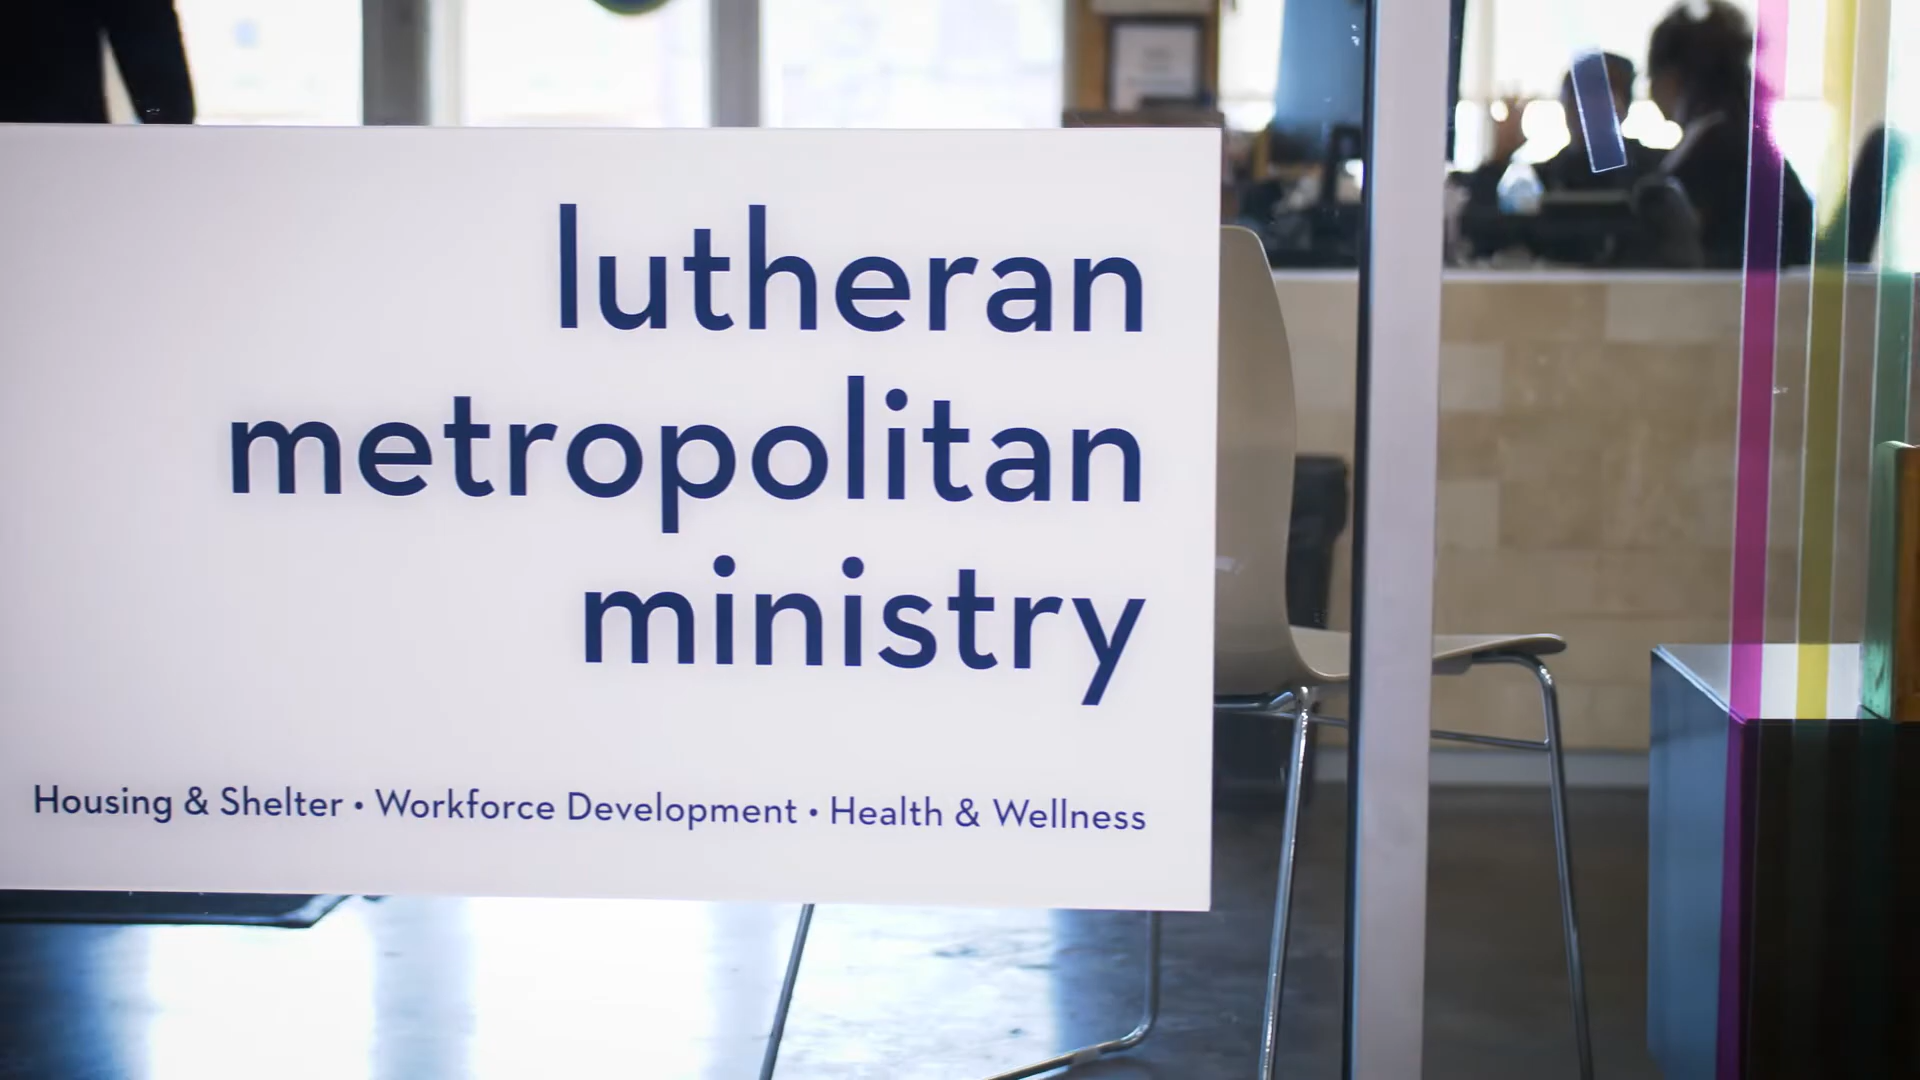 lutheran
metropolitan
ministry
Housing & Shelter • Workforce Development • Health & Wellness